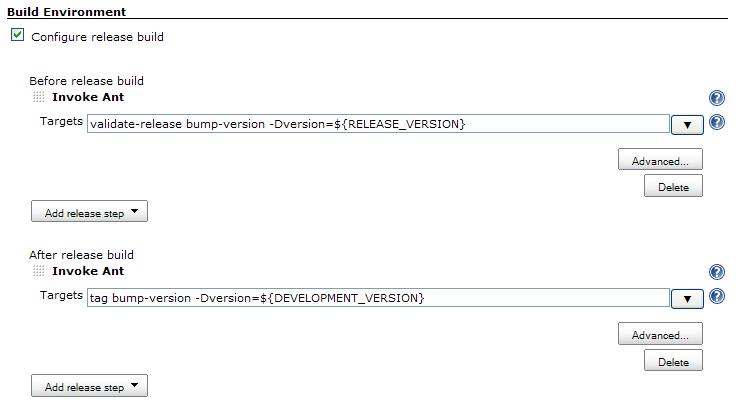 Build Environment
Configure release build
Before release build
Invoke Ant
Targets validate-release bump-version -Dversion=${RELEASE_VERSION}
Advanced...
Delete
Add release step
After release build
Invoke Ant
Targets tag bump-version -Dversion=${DEVELOPMENT_VERSION}
Advanced...
Delete
Add release step